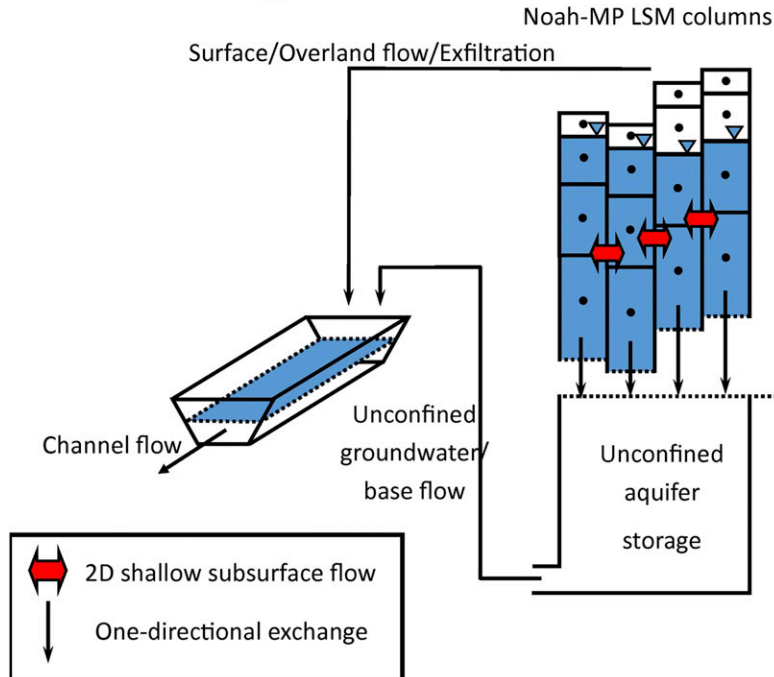 Noah-MP LSM columns
Surface/Overland flow/Exfiltration
Channel flow
Unconfined
groundwater/
base flow
Unconfined
aquifer
storage
2D shallow subsurface flow
One-directional exchange